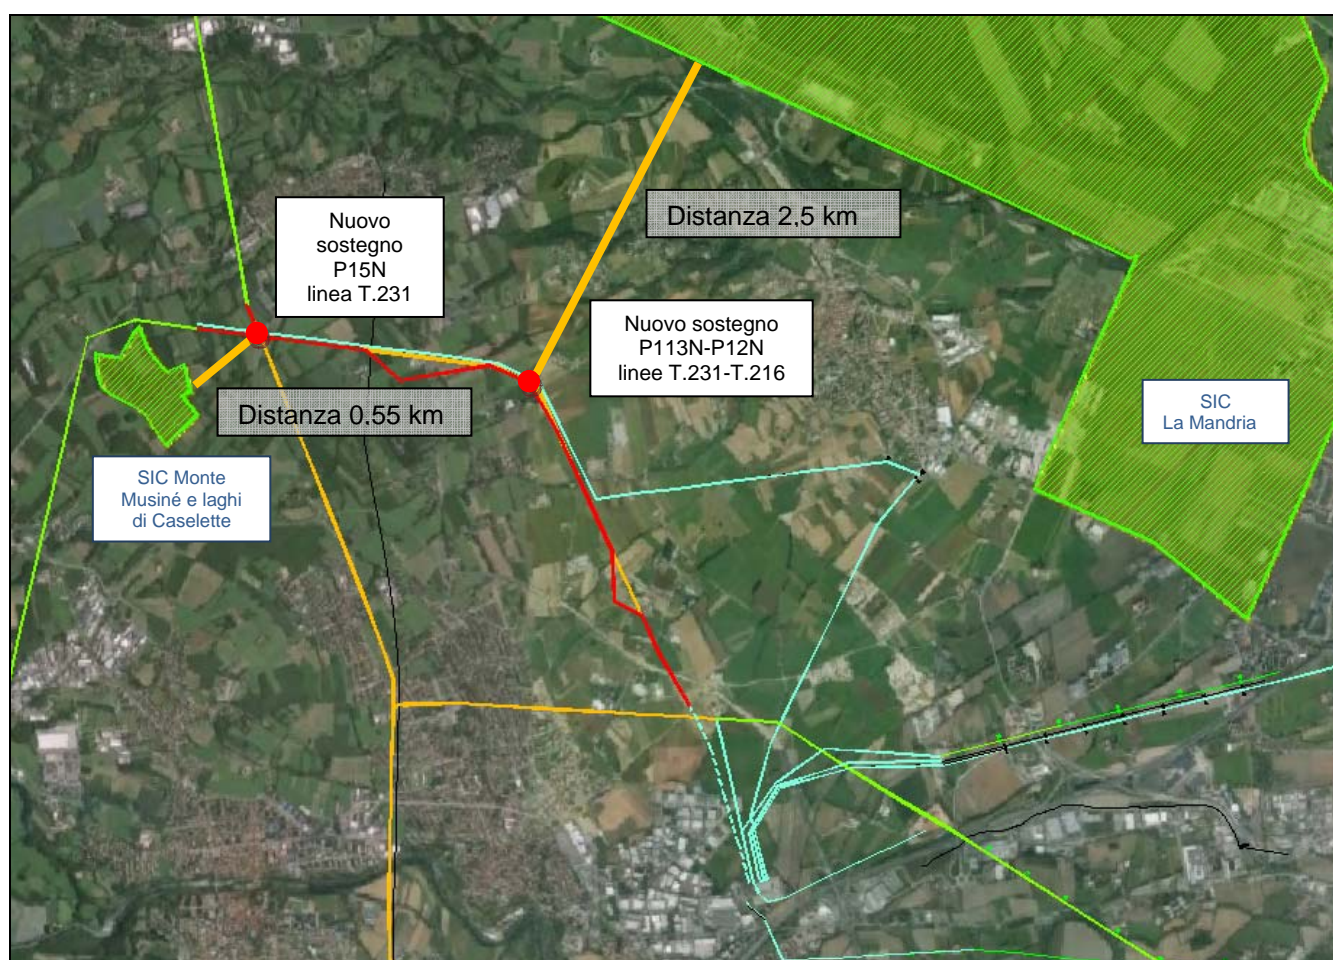 Nuovo
sostegno
P15N
linea T.231
Distanza 2,5 km
Nuovo sostegno
P113N-P12N
linee T.231-T.216
Distanza 0,55 km
SIC
La Mandria
SIC Monte
Musiné e laghi
di Caselette